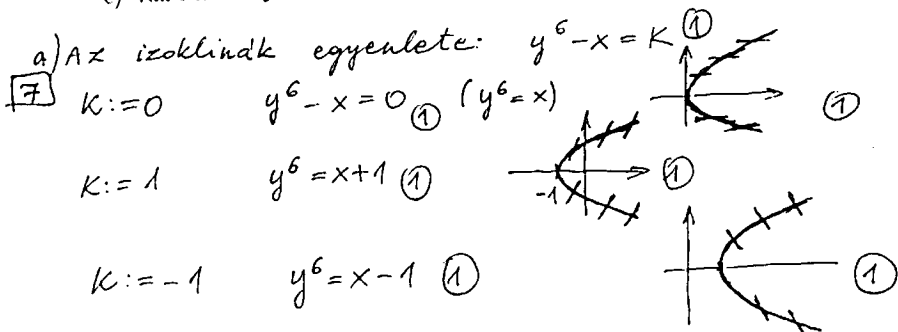 a) Az izoklinák egyenlete: y⁶ - x = K ①
7 K:=0 y⁶ - x = 0 ① (y⁶ = x) ①
K:= 1 y⁶ = x+1 ① -1 ①
K:= -1 y⁶ = x - 1 ① ①